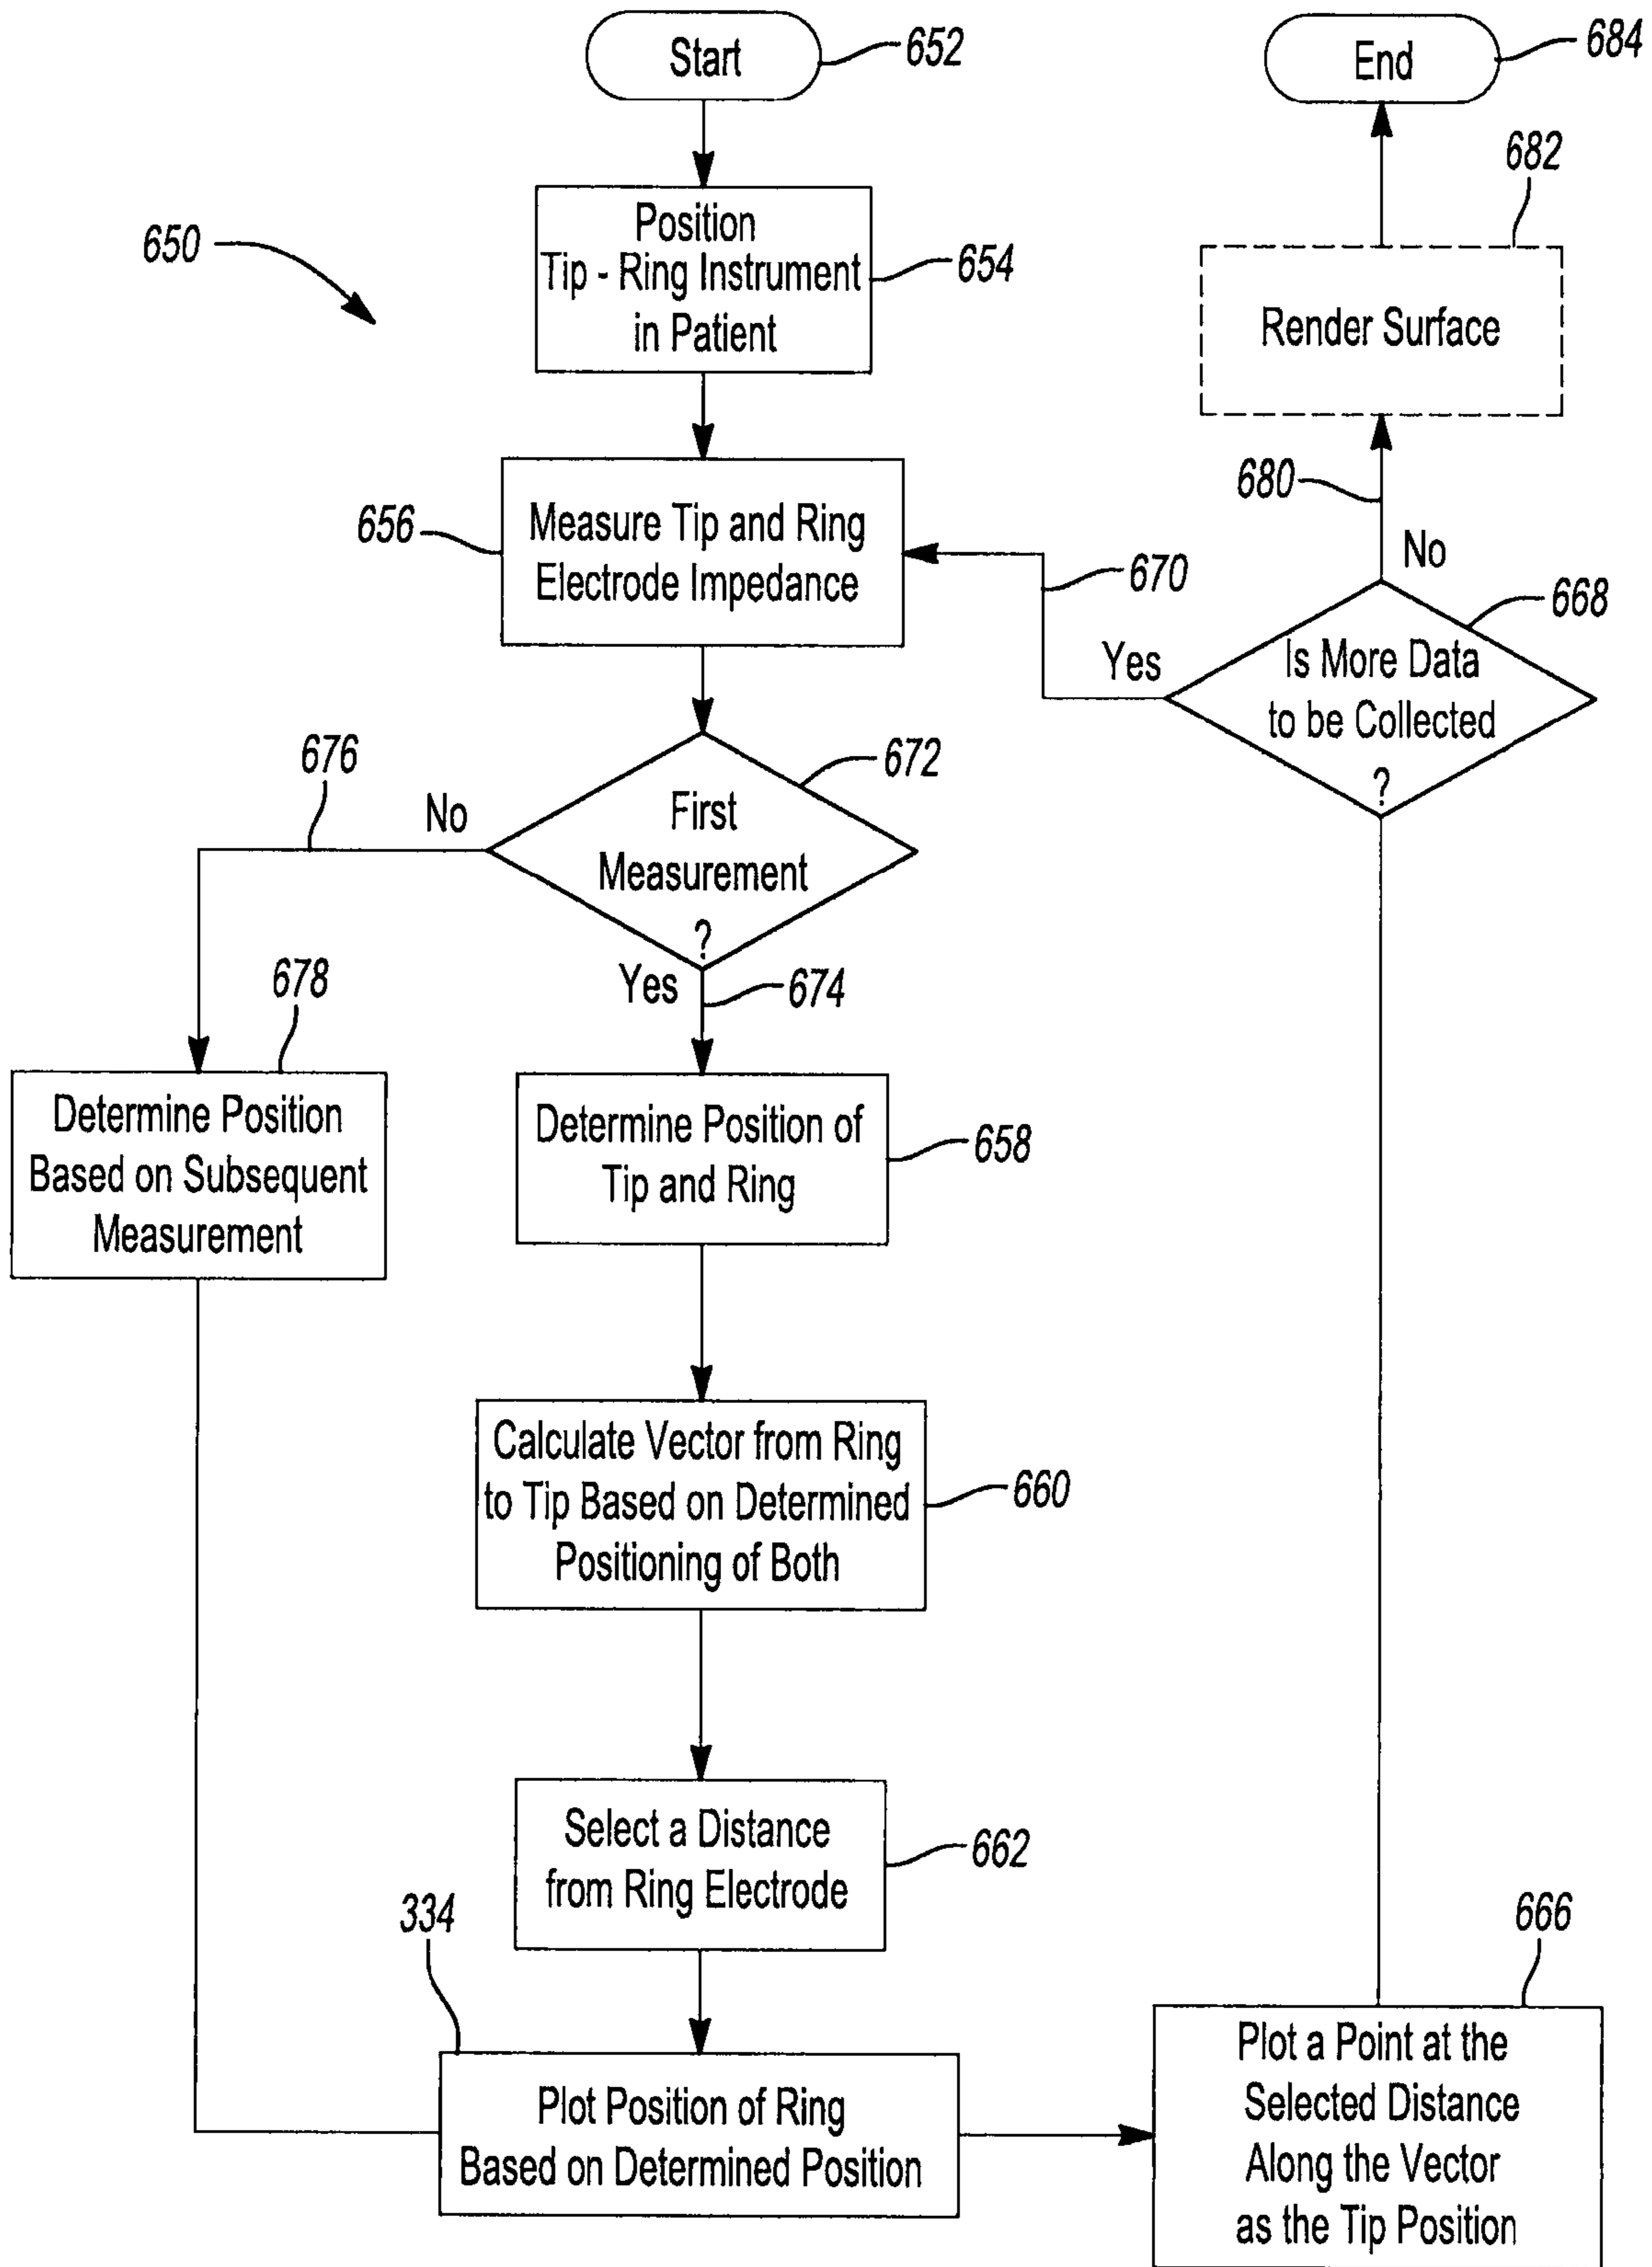 Start
652
650
Position
Tip - Ring Instrument
in Patient
654
656
Measure Tip and Ring
Electrode Impedance
670
672
First
Measurement
?
No
676
Yes
674
678
Determine Position
Based on Subsequent
Measurement
Determine Position of
Tip and Ring
658
Calculate Vector from Ring
to Tip Based on Determined
Positioning of Both
660
Select a Distance
from Ring Electrode
662
334
Plot Position of Ring
Based on Determined Position
666
Plot a Point at the
Selected Distance
Along the Vector
as the Tip Position
668
Is More Data
to be Collected
?
Yes
No
680
682
Render Surface
End
684